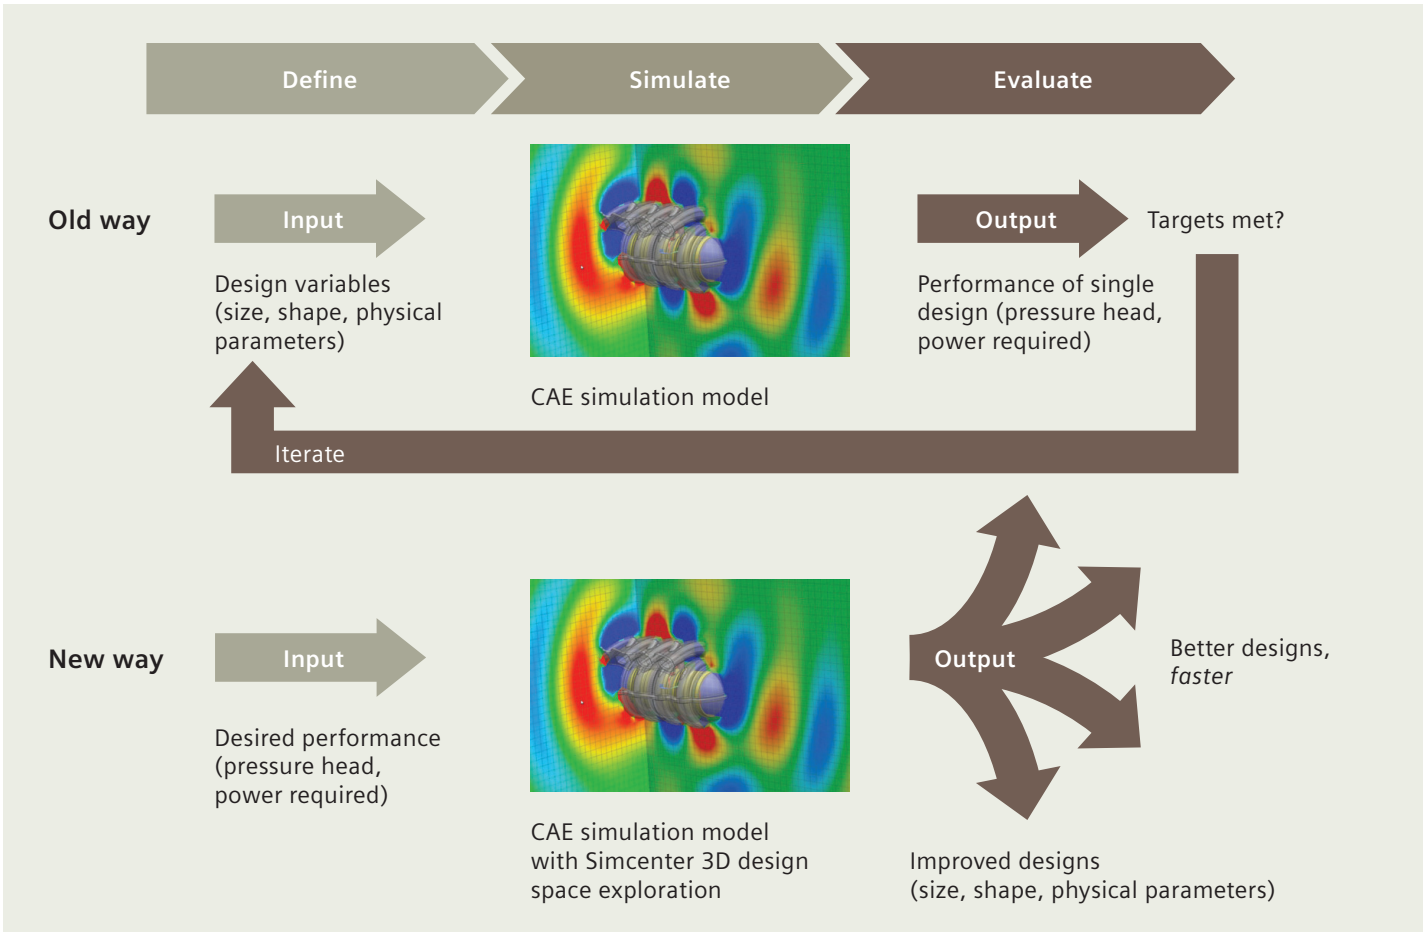 Define
Simulate
Evaluate
Old way
Input
Output
Targets met?
Design variables
(size, shape, physical
parameters)
Performance of single
design (pressure head,
power required)
CAE simulation model
Iterate
New way
Input
Output
Better designs,
faster
Desired performance
(pressure head,
power required)
CAE simulation model
with Simcenter 3D design
space exploration
Improved designs
(size, shape, physical parameters)